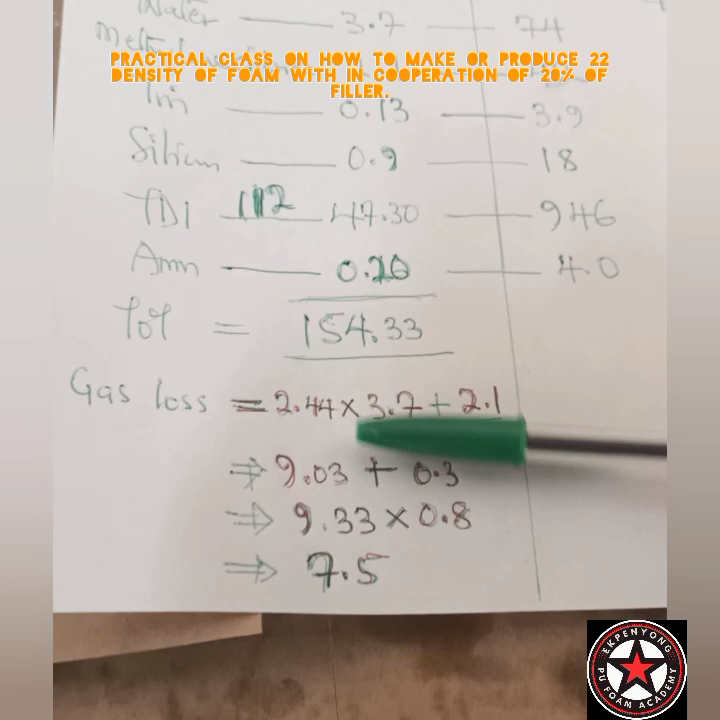 Water 3.7 74
PRACTICAL CLASS ON HOW TO MAKE OR PRODUCE 22
DENSITY OF FOAM WITH IN COOPERATION OF 20% OF
FILLER.
Tin 0.13 3.9
Silicon 0.9 18
TDI 112 47.30 946
Amn 0.20 4.0
Tot = 154.33
Gas loss = 2.44 x 3.7 + 2.1
⇒ 9.03 + 0.3
⇒ 9.33 x 0.8
⇒ 7.5
EKPENYONG
PU FOAM ACADEMY